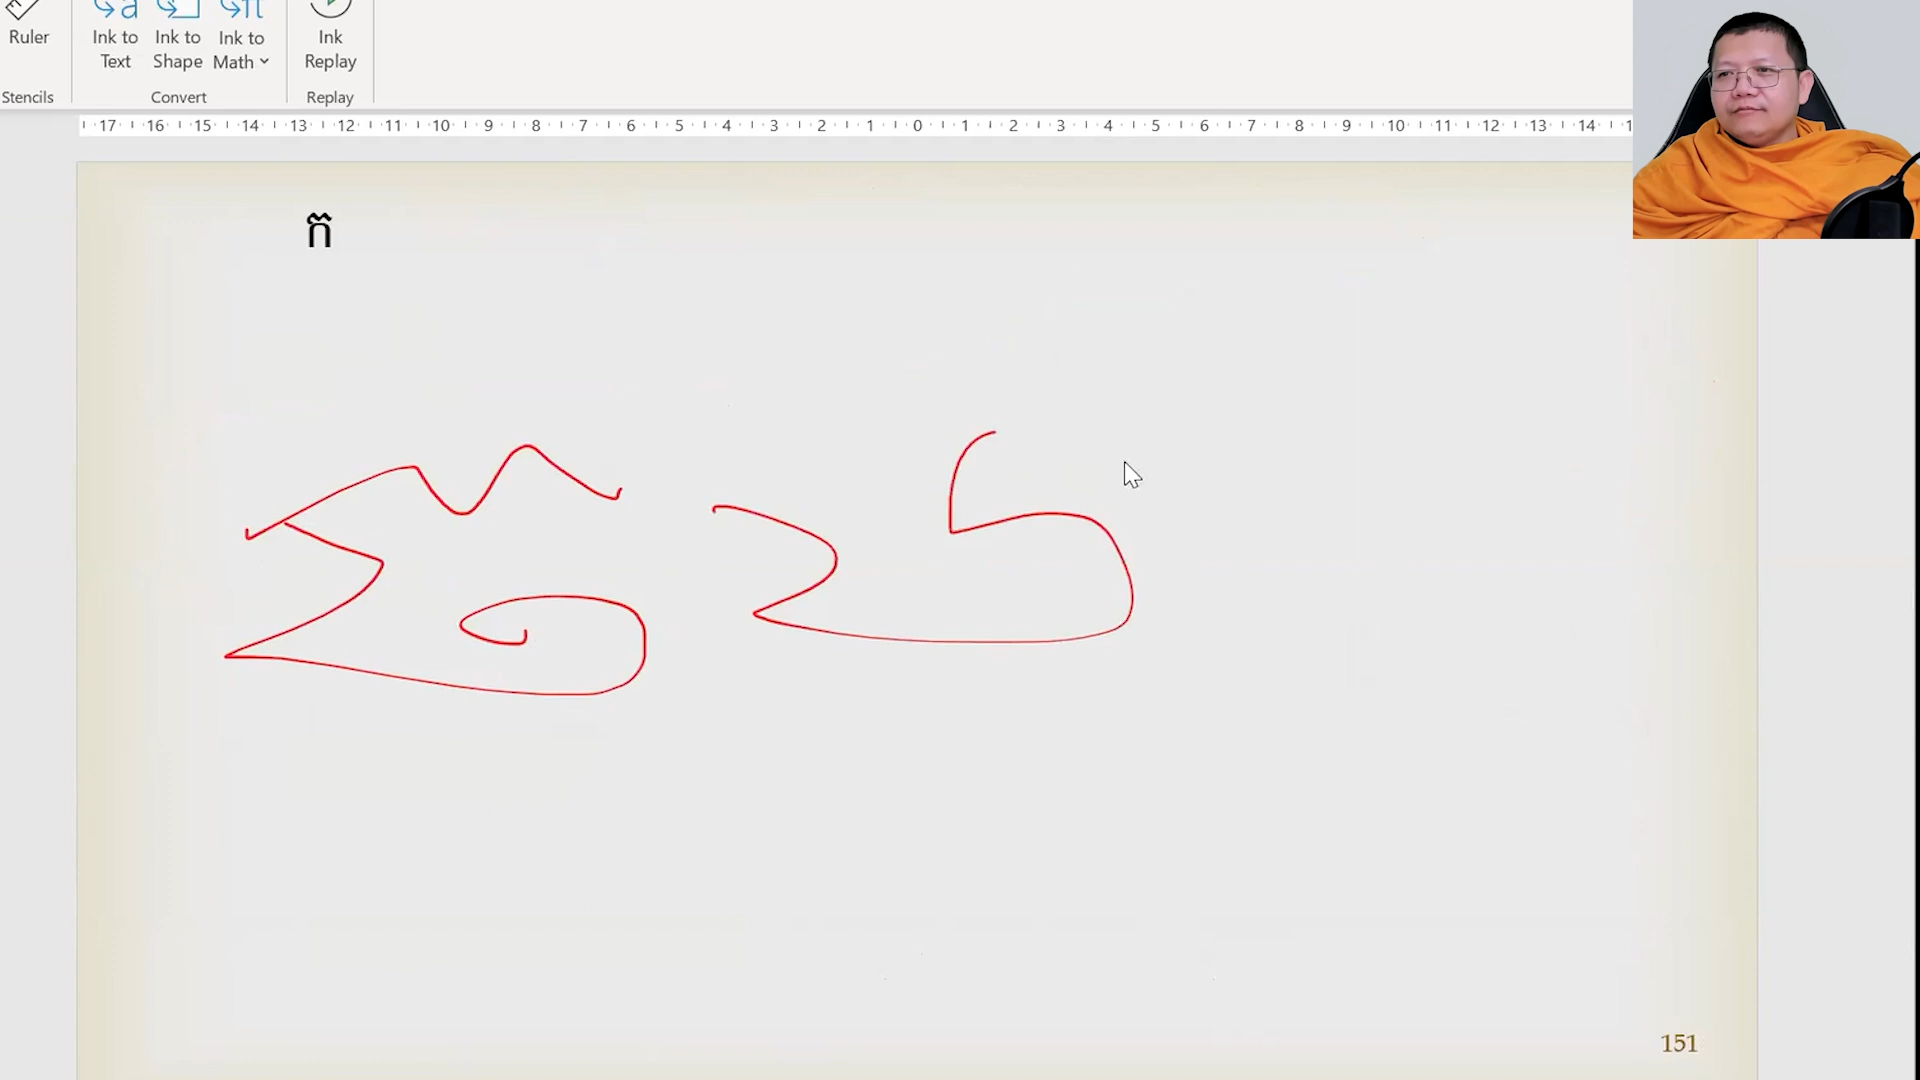 Ruler
Ink to Text
Ink to Shape
Ink to Math
Ink Replay
Stencils
Convert
Replay
17 16 15 14 13 12 11 10 9 8 7 6 5 4 3 2 1 0 1 2 3 4 5 6 7 8 9 10 11 12 13 14
ក៏
151